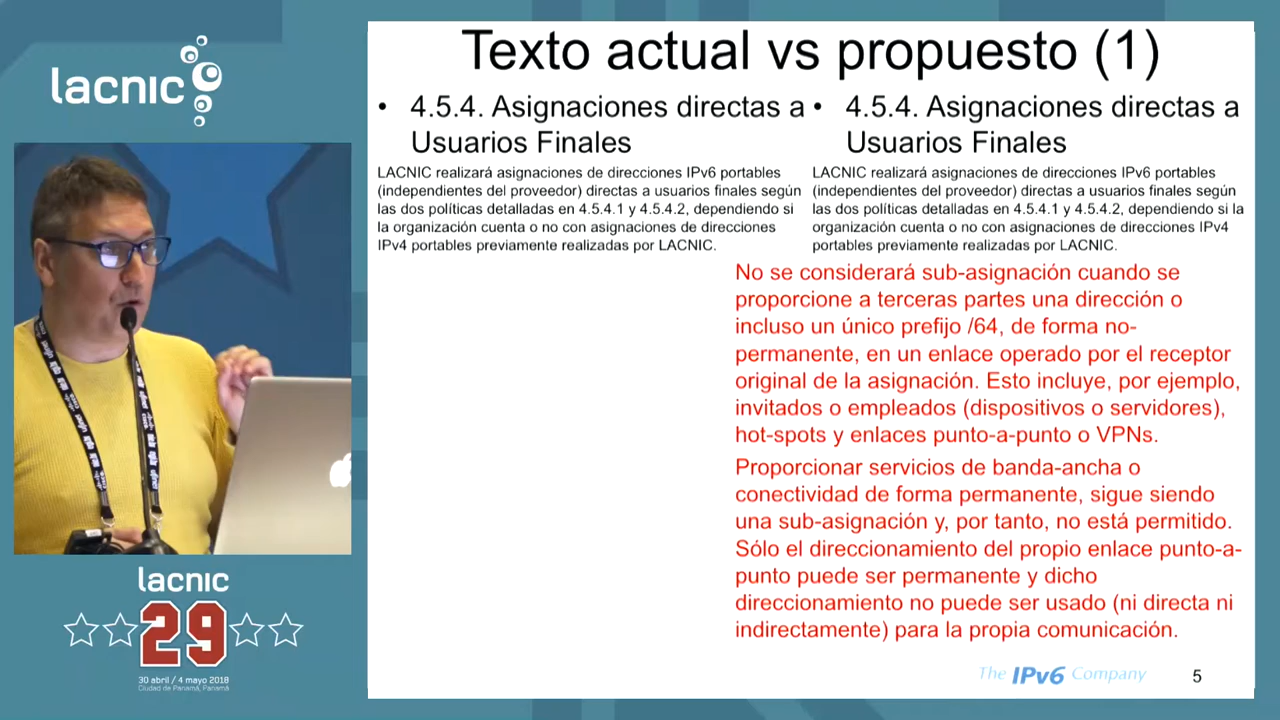 lacnic
Texto actual vs propuesto (1)
• 4.5.4. Asignaciones directas a
Usuarios Finales
LACNIC realizará asignaciones de direcciones IPv6 portables
(independientes del proveedor) directas a usuarios finales según
las dos políticas detalladas en 4.5.4.1 y 4.5.4.2, dependiendo si
la organización cuenta o no con asignaciones de direcciones
IPv4 portables previamente realizadas por LACNIC.
• 4.5.4. Asignaciones directas a
Usuarios Finales
LACNIC realizará asignaciones de direcciones IPv6 portables
(independientes del proveedor) directas a usuarios finales según
las dos políticas detalladas en 4.5.4.1 y 4.5.4.2, dependiendo si la
organización cuenta o no con asignaciones de direcciones IPv4
portables previamente realizadas por LACNIC.
No se considerará sub-asignación cuando se
proporcione a terceras partes una dirección o
incluso un único prefijo /64, de forma no-
permanente, en un enlace operado por el receptor
original de la asignación. Esto incluye, por ejemplo,
invitados o empleados (dispositivos o servidores),
hot-spots y enlaces punto-a-punto o VPNs.
Proporcionar servicios de banda-ancha o
conectividad de forma permanente, sigue siendo
una sub-asignación y, por tanto, no está permitido.
Sólo el direccionamiento del propio enlace punto-a-
punto puede ser permanente y dicho
direccionamiento no puede ser usado (ni directa ni
indirectamente) para la propia comunicación.
The IPv6 Company
5
lacnic
29
30 abril / 4 mayo 2018
Ciudad de Panamá, Panamá